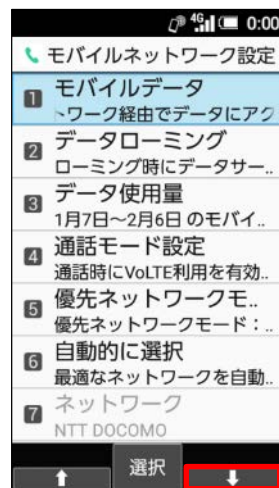 4G 0:00
モバイルネットワーク設定
1 モバイルデータ
トワーク経由でデータにアク
2 データローミング
ローミング時にデータサー..
3 データ使用量
1月7日～2月6日 のモバイ..
4 通話モード設定
通話時にVoLTE利用を有効..
5 優先ネットワークモ..
優先ネットワークモード：..
6 自動的に選択
最適なネットワークを自動..
7 ネットワーク
NTT DOCOMO
選択